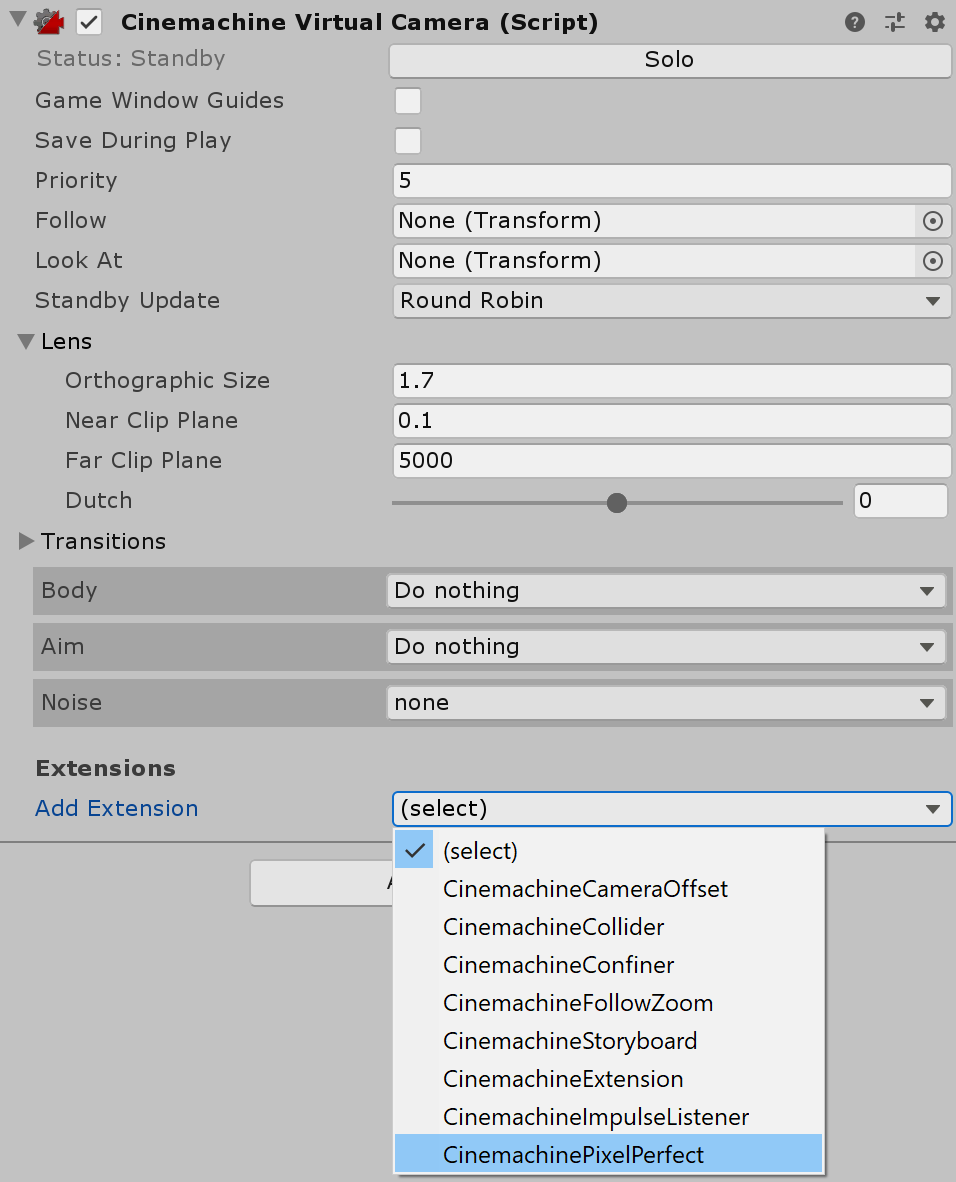 Cinemachine Virtual Camera (Script)
Status: Standby Solo
Game Window Guides
Save During Play
Priority 5
Follow None (Transform)
Look At None (Transform)
Standby Update Round Robin
Lens
Orthographic Size 1.7
Near Clip Plane 0.1
Far Clip Plane 5000
Dutch 0
Transitions
Body Do nothing
Aim Do nothing
Noise none
Extensions
Add Extension (select)
(select)
CinemachineCameraOffset
CinemachineCollider
CinemachineConfiner
CinemachineFollowZoom
CinemachineStoryboard
CinemachineExtension
CinemachineImpulseListener
CinemachinePixelPerfect